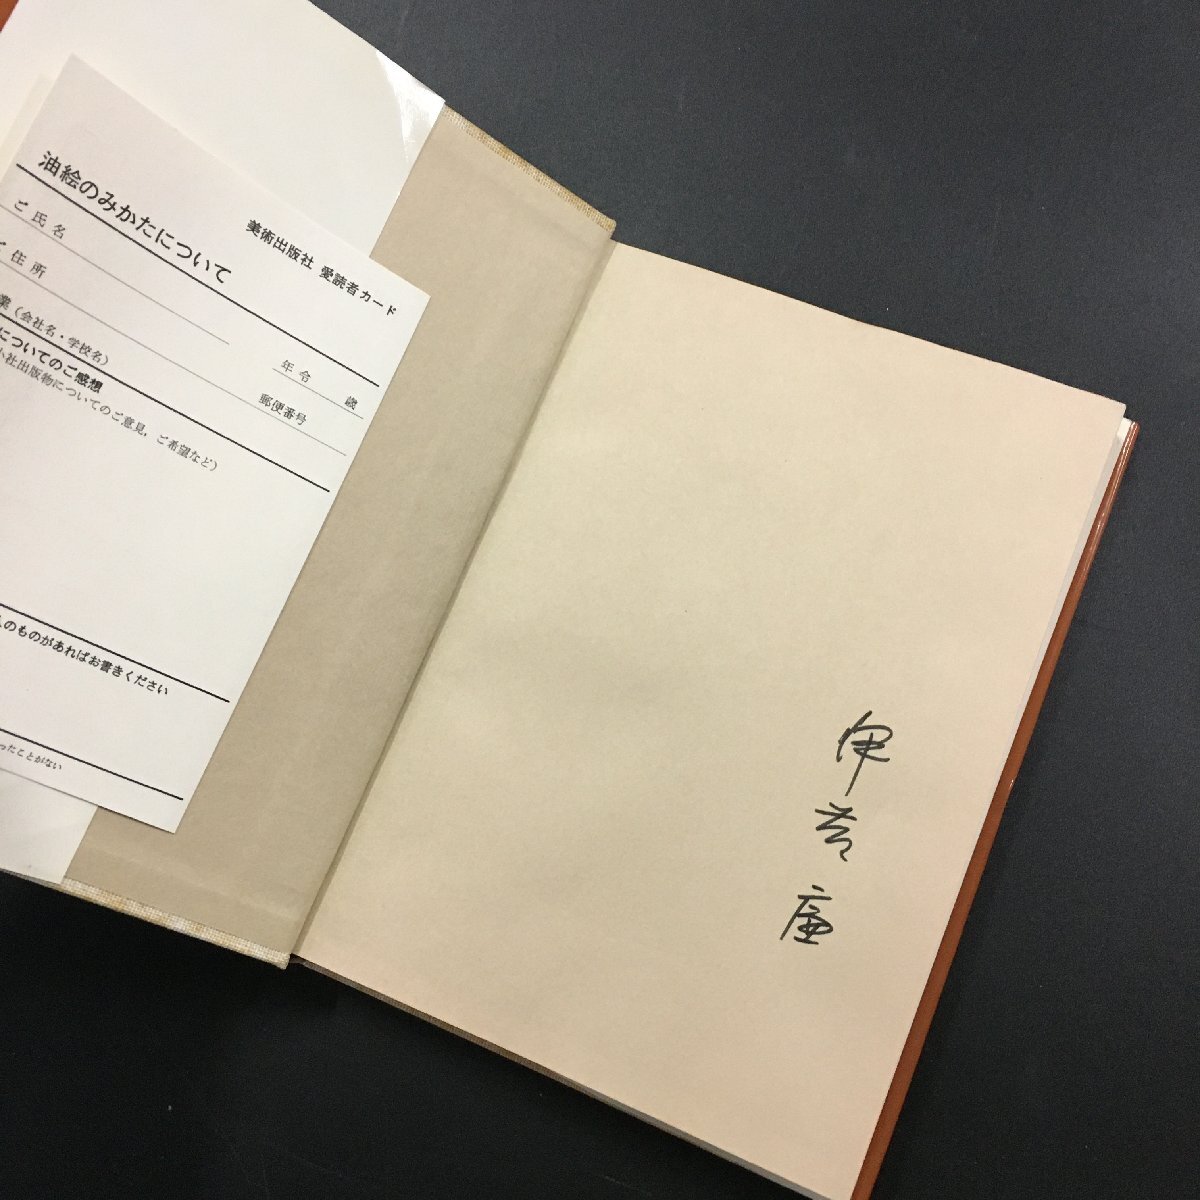 美術出版社 愛読者カード
油絵のみかたについて
ご氏名
年令 歳
ご住所
郵便番号
業(会社名・学校名)
についてのご感想
小社出版物についてのご意見，ご希望など)
のものがあればお書きください
ったことがない
伊藤廉